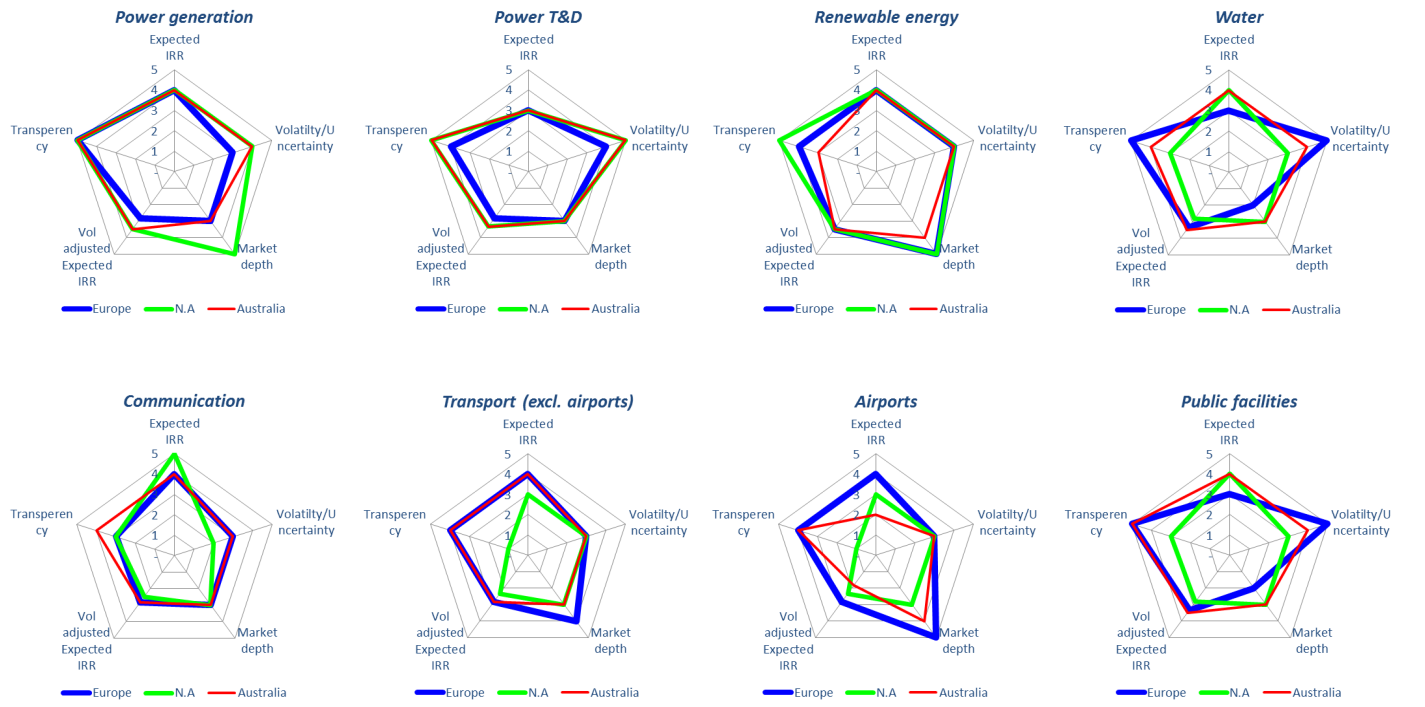 Power generation
Expected
IRR
5
4
3
2
1
-
Transperen
cy
Volatilty/U
ncertainty
Vol
adjusted
Expected IRR
Market
depth
Europe N.A Australia
Power T&D
Expected
IRR
5
4
3
2
1
-
Transperen
cy
Volatilty/U
ncertainty
Vol
adjusted
Expected
IRR
Market
depth
Europe N.A Australia
Renewable energy
Expected
IRR
5
4
3
2
1
-
Transperen
cy
Volatilty/U
ncertainty
Vol
adjusted
Expected
IRR
Market
depth
Europe N.A Australia
Water
Expected
IRR
5
4
3
2
1
-
Transperen
cy
Volatilty/U
ncertainty
Vol
adjusted
Expected
IRR
Market
depth
Europe N.A Australia
Communication
Expected
IRR
5
4
3
2
1
-
Transperen
cy
Volatilty/U
ncertainty
Vol
adjusted
Expected
IRR
Market
depth
Europe N.A Australia
Transport (excl. airports)
Expected
IRR
5
4
3
2
1
-
Transperen
cy
Volatilty/U
ncertainty
Vol
adjusted
Expected
IRR
Market
depth
Europe N.A Australia
Airports
Expected
IRR
5
4
3
2
1
-
Transperen
cy
Volatilty/U
ncertainty
Vol
adjusted
Expected
IRR
Market
depth
Europe N.A Australia
Public facilities
Expected
IRR
5
4
3
2
1
-
Transperen
cy
Volatilty/U
ncertainty
Vol
adjusted
Expected
IRR
Market
depth
Europe N.A Australia